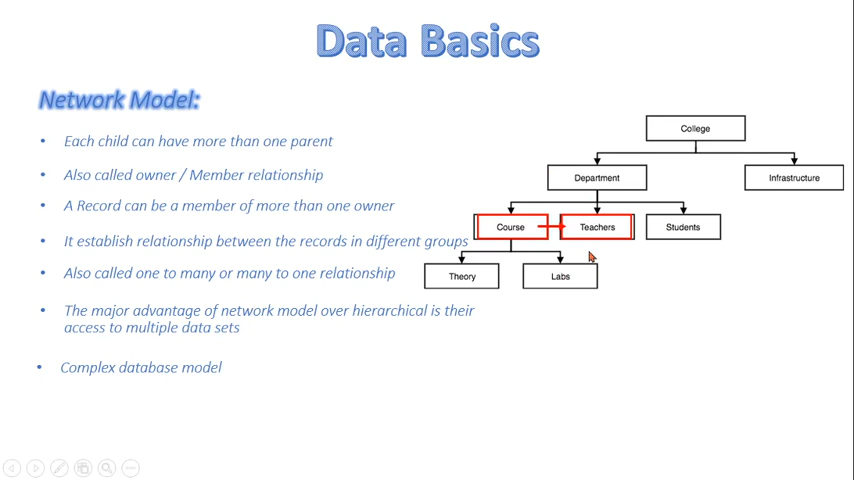 Data Basics
Network Model:
• Each child can have more than one parent
• Also called owner / Member relationship
• A Record can be a member of more than one owner
• It establish relationship between the records in different groups
• Also called one to many or many to one relationship
• The major advantage of network model over hierarchical is their
access to multiple data sets
• Complex database model
College
Department
Infrastructure
Course
Teachers
Students
Theory
Labs